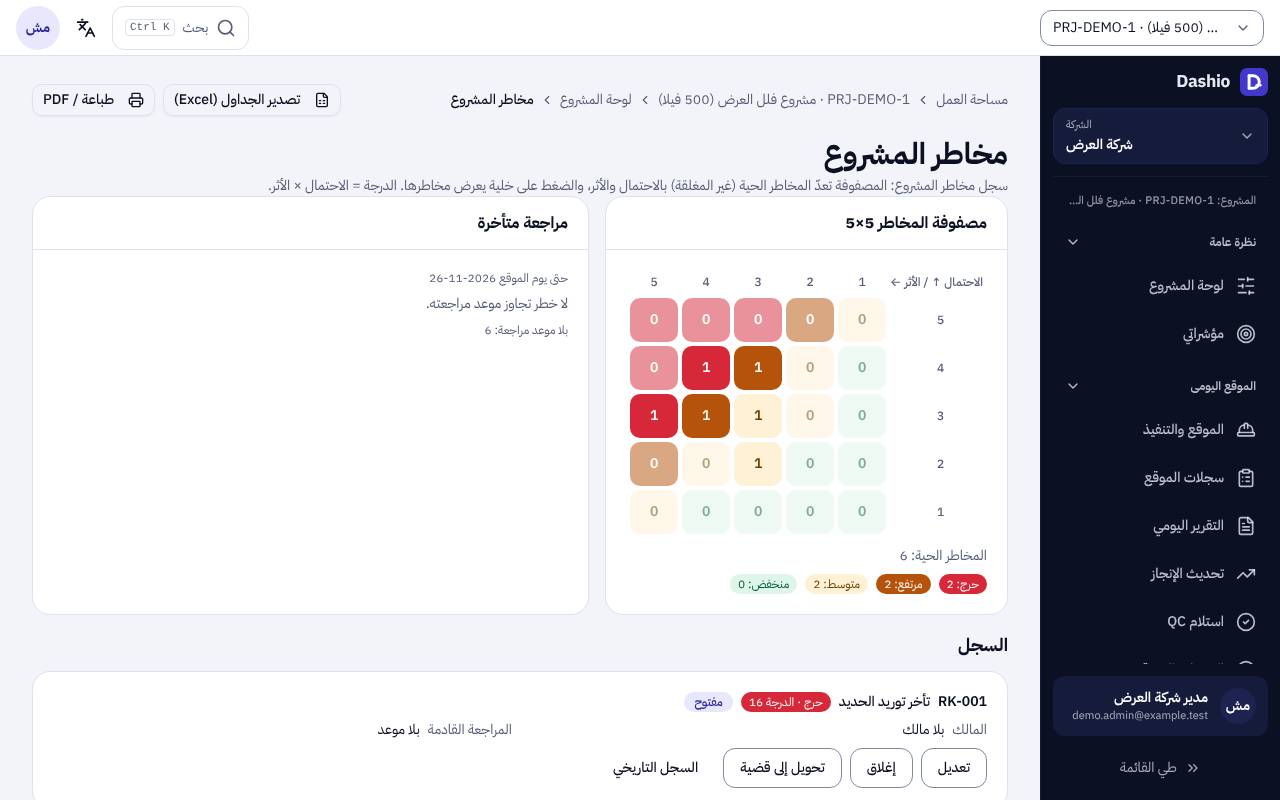 PRJ-DEMO-1 · (500 فيلا) ...
بحث Ctrl K
مش
Dashio
الشركة
شركة العرض
المشروع: PRJ-DEMO-1 · مشروع فلل الـ...
نظرة عامة
لوحة المشروع
مؤشراتي
الموقع اليومي
الموقع والتنفيذ
سجلات الموقع
التقرير اليومي
تحديث الإنجاز
استلام QC
مش
مدير شركة العرض
demo.admin@example.test
طي القائمة
مساحة العمل › PRJ-DEMO-1 · مشروع فلل العرض (500 فيلا) › لوحة المشروع › مخاطر المشروع
تصدير الجداول (Excel)
طباعة / PDF
مخاطر المشروع
سجل مخاطر المشروع: المصفوفة تعدّ المخاطر الحية (غير المغلقة) بالاحتمال والأثر، والضغط على خلية يعرض مخاطرها. الدرجة = الاحتمال × الأثر.
مصفوفة المخاطر 5×5
الاحتمال ↑ / الأثر ← 1 2 3 4 5
5 0 0 0 0 0
4 0 0 1 1 0
3 0 0 1 1 1
2 0 0 1 0 0
1 0 0 0 0 0
المخاطر الحية: 6
حرج: 2 مرتفع: 2 متوسط: 2 منخفض: 0
مراجعة متأخرة
حتى يوم الموقع 2026-11-26
لا خطر تجاوز موعد مراجعته.
بلا موعد مراجعة: 6
السجل
RK-001 تأخر توريد الحديد حرج · الدرجة 16 مفتوح
المالك بلا مالك المراجعة القادمة بلا موعد
تعديل إغلاق تحويل إلى قضية السجل التاريخي